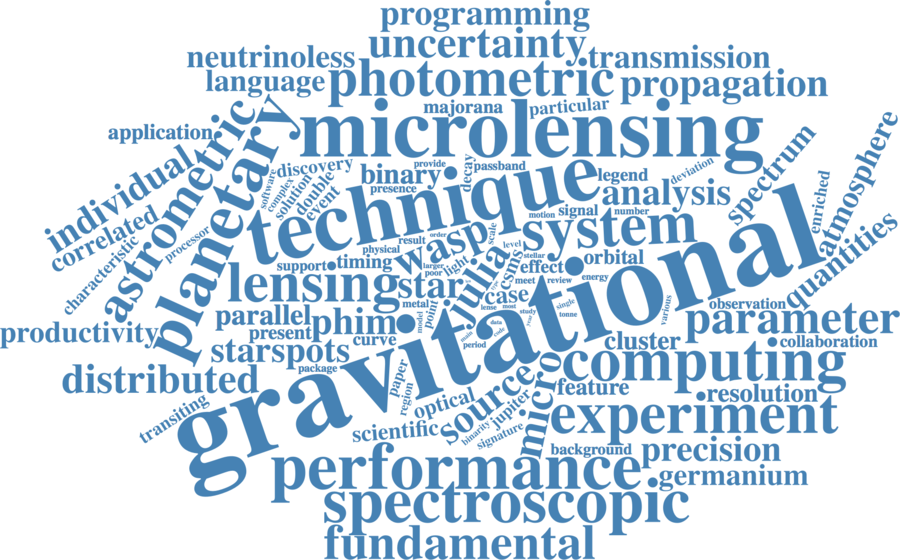 programming
uncertainty
neutrinoless
transmission
language
photometric
propagation
majorana
particular
microlensing
application
astrometric
planetary
individual
correlated
characteristic
processor
software
complex
solution
discovery
double
event
binary
provide
presence
decay
passband
technique
legend
deviation
analysis
spectrum
enriched
atmosphere
quantities
motion
signal
number
system
wasp
order
scale
result
physical
support
timing
larger
poor
light
level
stellar
julia
csms
effect
orbital
meet
review
energy
lensing
star
case
metal
point
model
lense
most
study
single
tonne
various
observation
gravitational
parallel
phim
present
curve
productivity
starspots
package
data
period
parameter
cluster
collaboration
computing
distributed
paper
region
transiting
optical
source
micro
feature
resolution
jupiter
binarity
signature
scientific
experiment
background
precision
performance
germanium
spectroscopic
fundamental